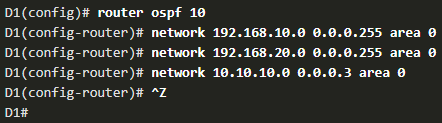 D1(config)# router ospf 10
D1(config-router)# network 192.168.10.0 0.0.0.255 area 0
D1(config-router)# network 192.168.20.0 0.0.0.255 area 0
D1(config-router)# network 10.10.10.0 0.0.0.3 area 0
D1(config-router)# ^Z
D1#